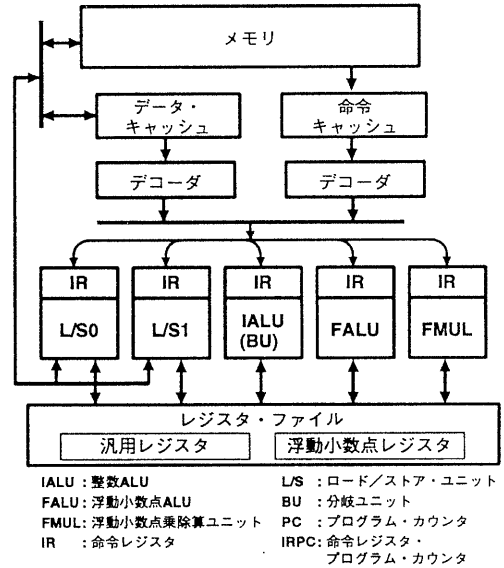 メモリ
データ・
キャッシュ
命令
キャッシュ
デコーダ
デコーダ
IR
IR
IR
IR
IR
L/S0
L/S1
IALU
(BU)
FALU
FMUL
レジスタ・ファイル
汎用レジスタ
浮動小数点レジスタ
IALU : 整数ALU
FALU : 浮動小数点ALU
FMUL : 浮動小数点乗除算ユニット
IR : 命令レジスタ
L/S : ロード/ストア・ユニット
BU : 分岐ユニット
PC : プログラム・カウンタ
IRPC : 命令レジスタ・
プログラム・カウンタ